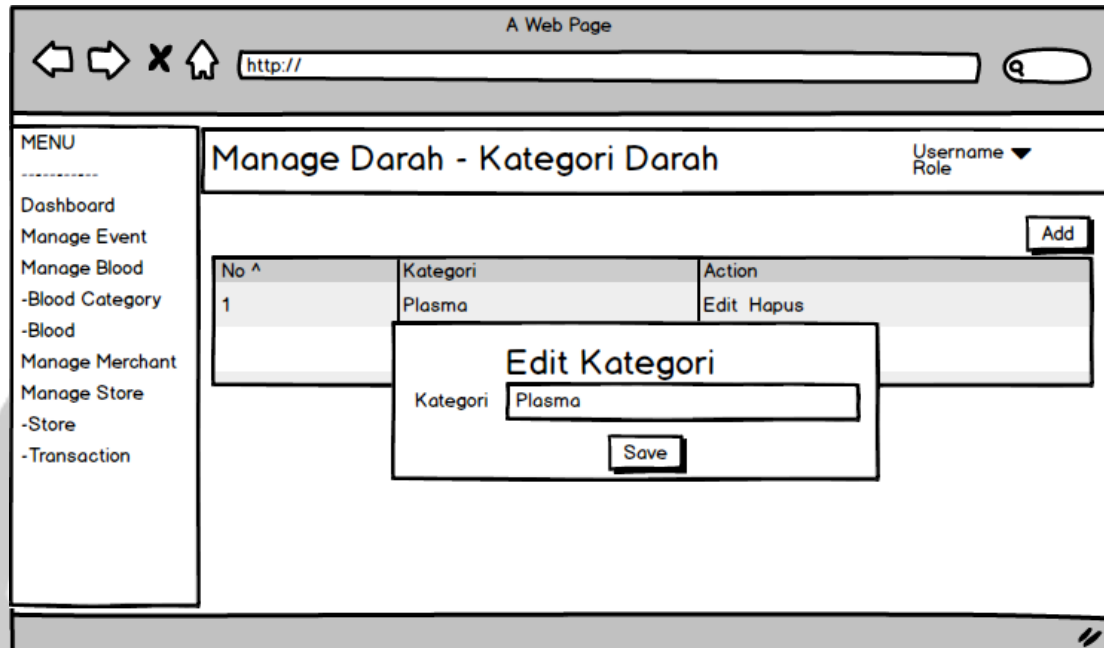 A Web Page
http://
MENU
-----------
Dashboard
Manage Event
Manage Blood
-Blood Category
-Blood
Manage Merchant
Manage Store
-Store
-Transaction
Manage Darah - Kategori Darah
Username
Role
Add
No ^ Kategori Action
1 Plasma Edit Hapus
Edit Kategori
Kategori Plasma
Save